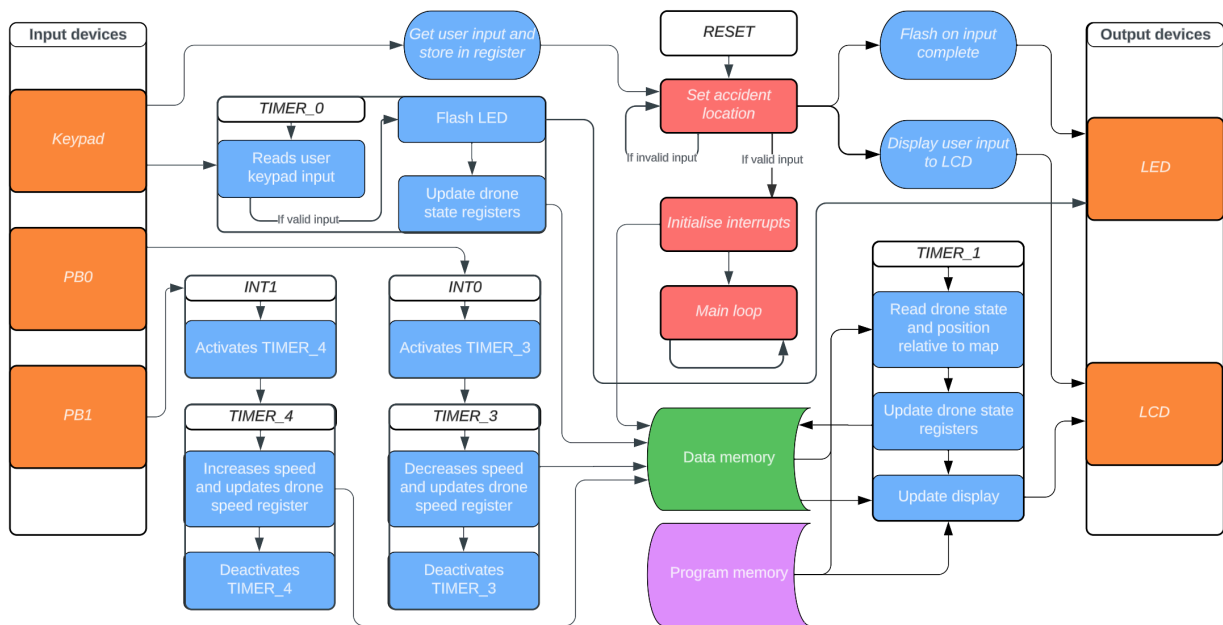 Input devices
Keypad
PB0
PB1
Get user input and
store in register
TIMER_0
Reads user
keypad input
If valid input
Flash LED
Update drone
state registers
INT1
Activates TIMER_4
TIMER_4
Increases speed
and updates drone
speed register
Deactivates
TIMER_4
INT0
Activates TIMER_3
TIMER_3
Decreases speed
and updates drone
speed register
Deactivates
TIMER_3
RESET
Set accident
location
If invalid input
If valid input
Initialise interrupts
Main loop
Data memory
Program memory
Flash on input
complete
Display user input
to LCD
TIMER_1
Read drone state
and position
relative to map
Update drone state
registers
Update display
Output devices
LED
LCD